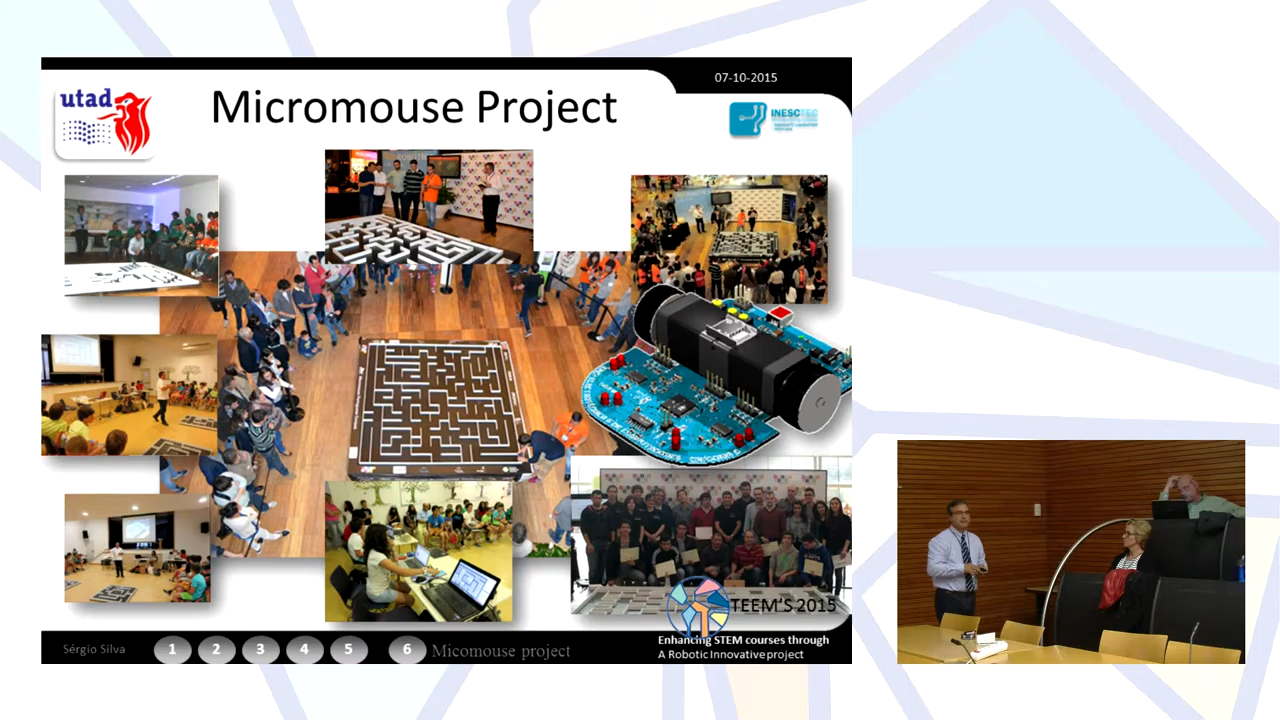 07-10-2015
utad
Micromouse Project
INESCTEC
TEEM'S 2015
Enhancing STEM courses through
A Robotic Innovative project
Sérgio Silva
1 2 3 4 5 6 Micomouse project